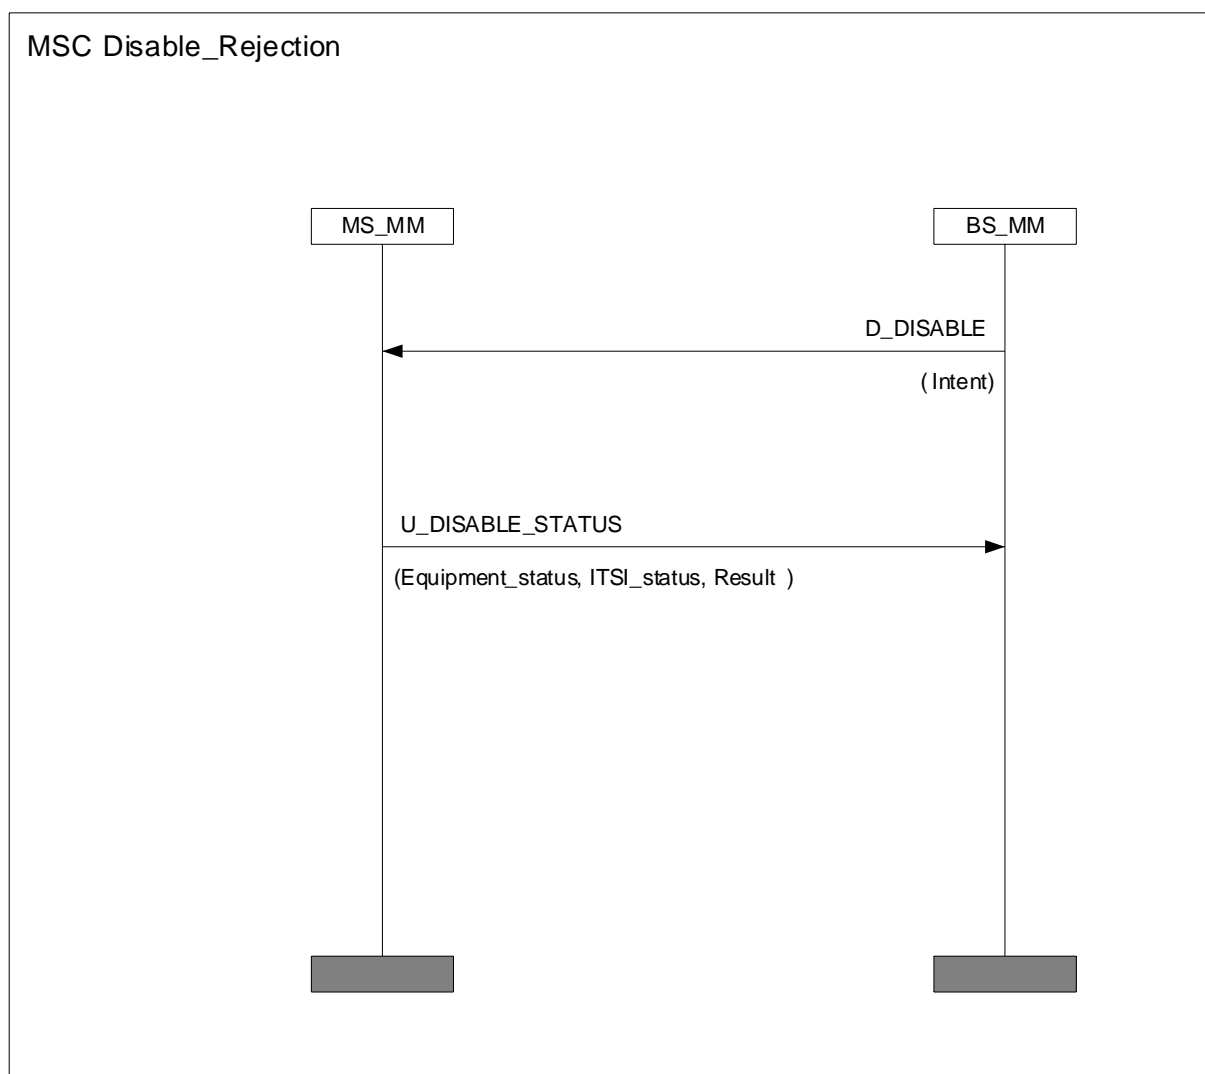 MSC Disable_Rejection
MS_MM
BS_MM
D_DISABLE
( Intent)
U_DISABLE_STATUS
(Equipment_status, ITSI_status, Result )